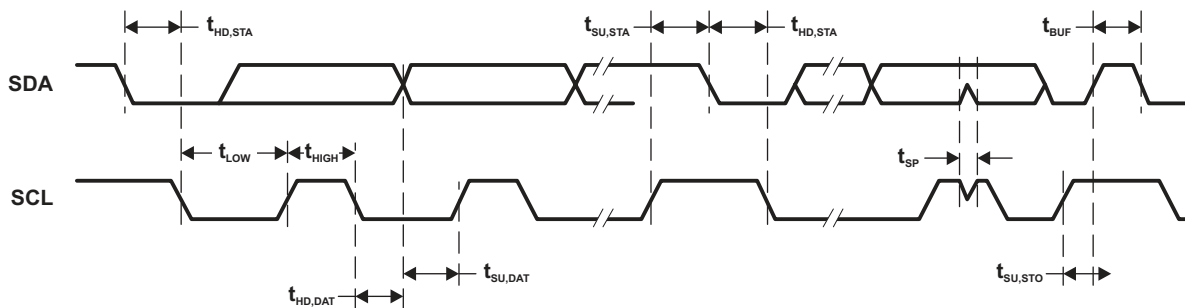 tHD,STA
tSU,STA
tHD,STA
tBUF
SDA
tLOW
tHIGH
tSP
SCL
tSU,DAT
tSU,STO
tHD,DAT